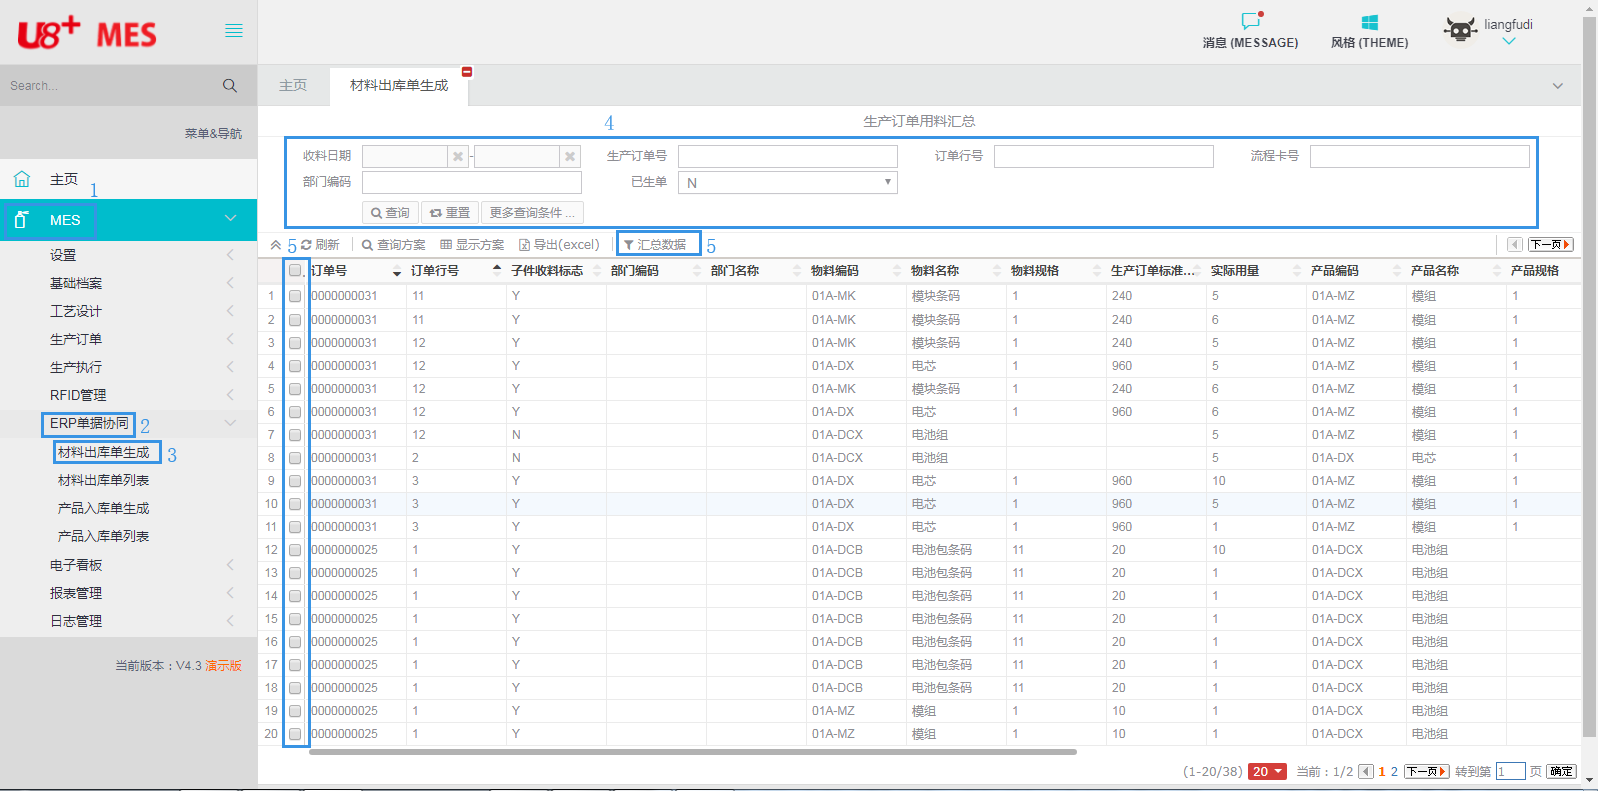 U8+ MES
消息 (MESSAGE)
风格 (THEME)
liangfudi
Search...
主页
材料出库单生成
菜单&导航
生产订单用料汇总
4
收料日期
-
生产订单号
订单行号
流程卡号
部门编码
已生单
N
查询
重置
更多查询条件 ...
主页
1
MES
设置
基础档案
工艺设计
生产订单
生产执行
RFID管理
ERP单据协同
2
材料出库单生成
3
材料出库单列表
产品入库单生成
产品入库单列表
电子看板
报表管理
日志管理
当前版本：V4.3 演示版
5
刷新
查询方案
显示方案
导出(excel)
汇总数据
5
下一页
订单号 订单行号 子件收料标志 部门编码 部门名称 物料编码 物料名称 物料规格 生产订单标准... 实际用量 产品编码 产品名称 产品规格
1 0000000031 11 Y 01A-MK 模块条码 1 240 5 01A-MZ 模组 1
2 0000000031 11 Y 01A-MK 模块条码 1 240 6 01A-MZ 模组 1
3 0000000031 12 Y 01A-MK 模块条码 1 240 5 01A-MZ 模组 1
4 0000000031 12 Y 01A-DX 电芯 1 960 5 01A-MZ 模组 1
5 0000000031 12 Y 01A-MK 模块条码 1 240 6 01A-MZ 模组 1
6 0000000031 12 Y 01A-DX 电芯 1 960 6 01A-MZ 模组 1
7 0000000031 12 N 01A-DCX 电池组 5 01A-MZ 模组 1
8 0000000031 2 N 01A-DCX 电池组 5 01A-DX 电芯 1
9 0000000031 3 Y 01A-DX 电芯 1 960 10 01A-MZ 模组 1
10 0000000031 3 Y 01A-DX 电芯 1 960 5 01A-MZ 模组 1
11 0000000031 3 Y 01A-DX 电芯 1 960 1 01A-MZ 模组 1
12 0000000025 1 Y 01A-DCB 电池包条码 11 20 10 01A-DCX 电池组
13 0000000025 1 Y 01A-DCB 电池包条码 11 20 1 01A-DCX 电池组
14 0000000025 1 Y 01A-DCB 电池包条码 11 20 1 01A-DCX 电池组
15 0000000025 1 Y 01A-DCB 电池包条码 11 20 1 01A-DCX 电池组
16 0000000025 1 Y 01A-DCB 电池包条码 11 20 1 01A-DCX 电池组
17 0000000025 1 Y 01A-DCB 电池包条码 11 20 1 01A-DCX 电池组
18 0000000025 1 Y 01A-DCB 电池包条码 11 20 1 01A-DCX 电池组
19 0000000025 1 Y 01A-MZ 模组 1 10 1 01A-DCX 电池组
20 0000000025 1 Y 01A-MZ 模组 1 10 1 01A-DCX 电池组
(1-20/38) 20 当前：1/2 1 2 下一页 转到第 1 页 确定